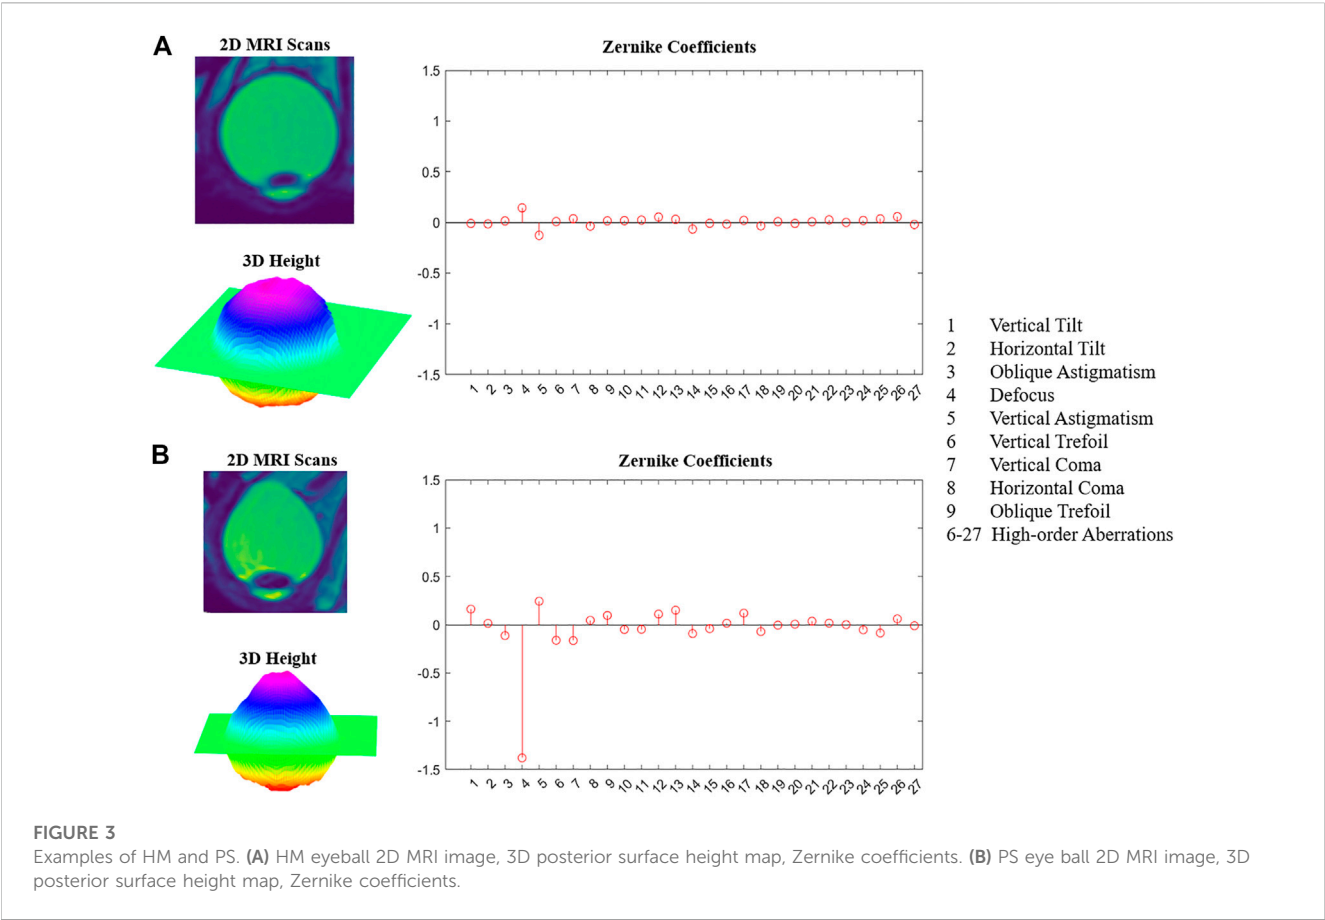 A
2D MRI Scans
Zernike Coefficients
1.5
1
0.5
0
-0.5
-1
-1.5
1 2 3 4 5 6 7 8 9 10 11 12 13 14 15 16 17 18 19 20 21 22 23 24 25 26 27
3D Height
1 Vertical Tilt
2 Horizontal Tilt
3 Oblique Astigmatism
4 Defocus
5 Vertical Astigmatism
6 Vertical Trefoil
7 Vertical Coma
8 Horizontal Coma
9 Oblique Trefoil
6-27 High-order Aberrations
B
2D MRI Scans
Zernike Coefficients
1.5
1
0.5
0
-0.5
-1
-1.5
1 2 3 4 5 6 7 8 9 10 11 12 13 14 15 16 17 18 19 20 21 22 23 24 25 26 27
3D Height
FIGURE 3
Examples of HM and PS. (A) HM eyeball 2D MRI image, 3D posterior surface height map, Zernike coefficients. (B) PS eye ball 2D MRI image, 3D
posterior surface height map, Zernike coefficients.